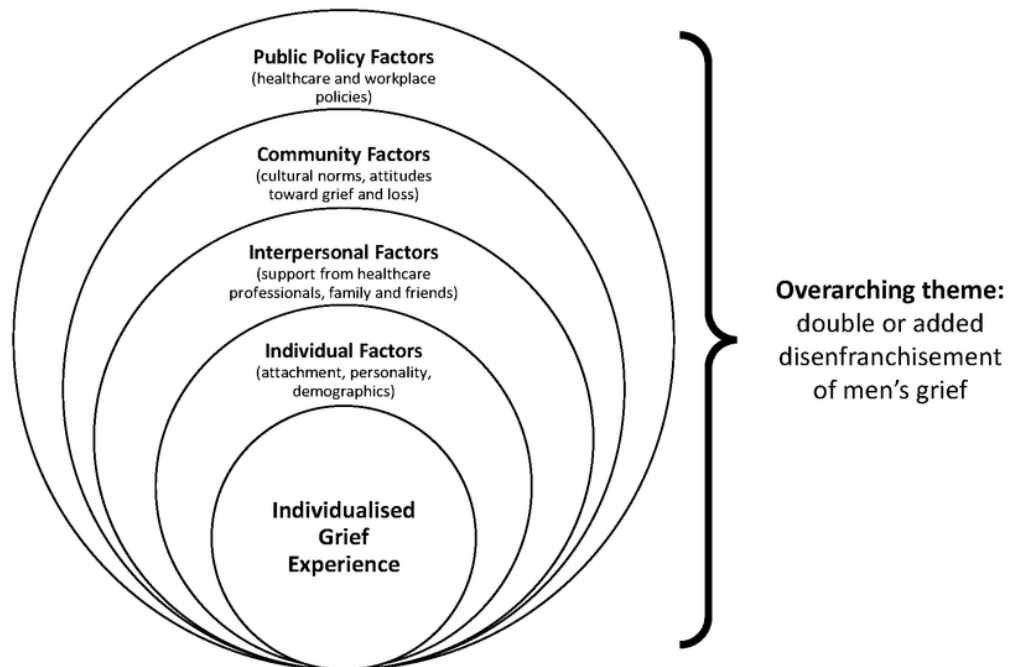 Public Policy Factors
(healthcare and workplace
policies)
Community Factors
(cultural norms, attitudes
toward grief and loss)
Interpersonal Factors
(support from healthcare
professionals, family and friends)
Individual Factors
(attachment, personality,
demographics)
Individualised
Grief
Experience
Overarching theme:
double or added
disenfranchisement
of men’s grief